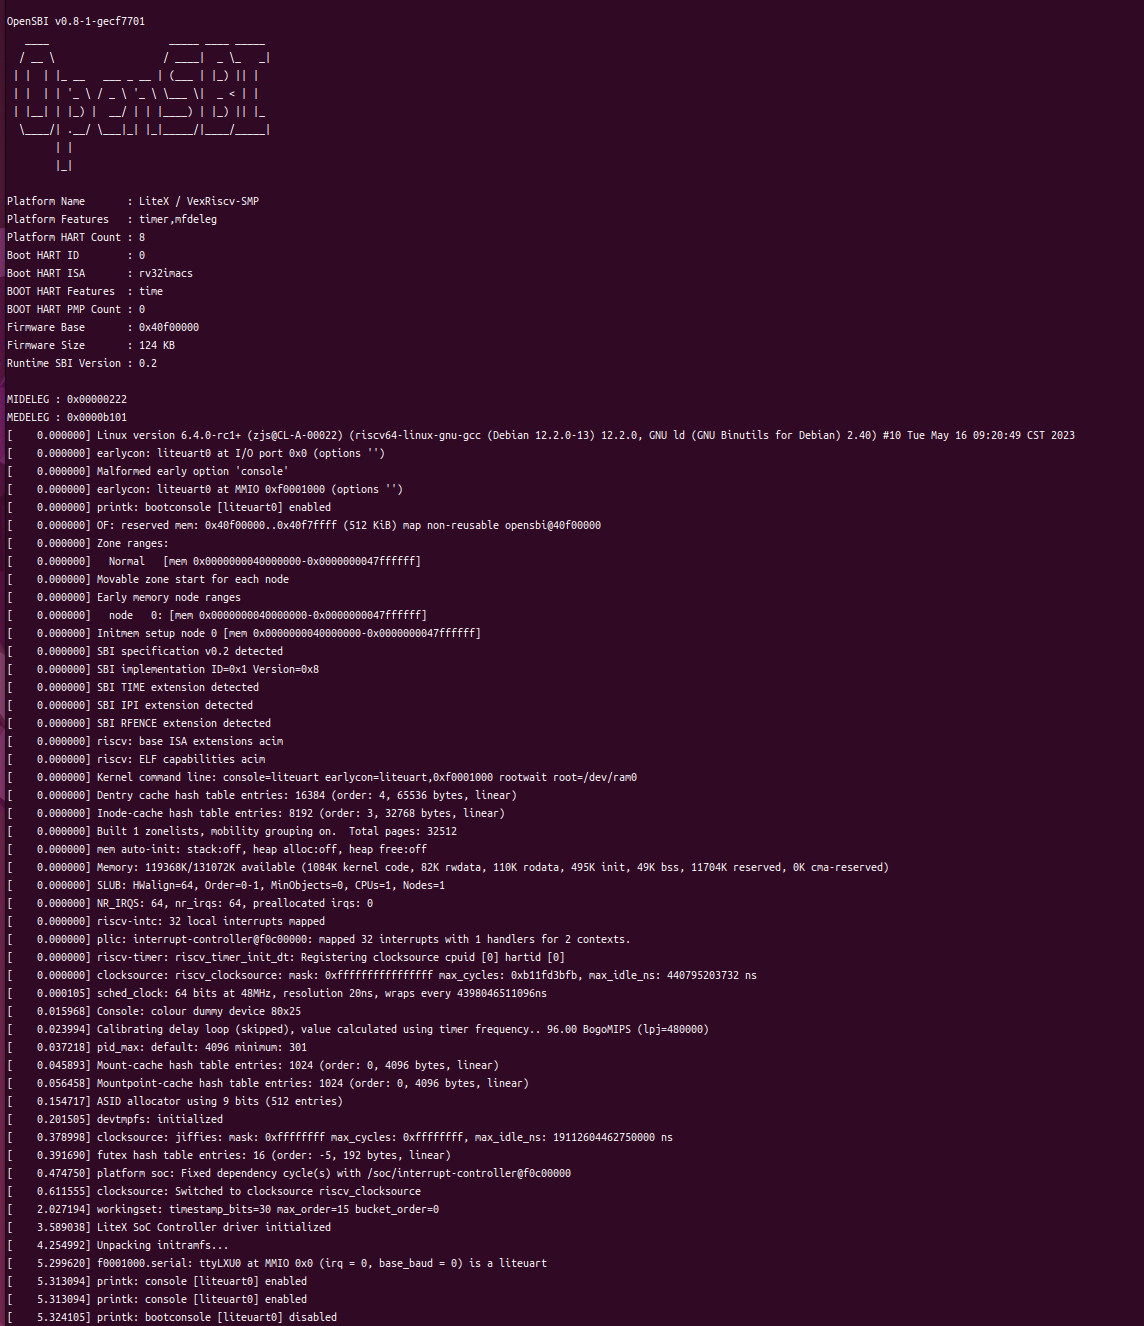 OpenSBI v0.8-1-gecf7701
   ____                    _____ ____ _____
  / __ \                  / ____|  _ \_   _|
 | |  | |_ __   ___ _ __ | (___ | |_) || |
 | |  | | '_ \ / _ \ '_ \ \___ \|  _ < | |
 | |__| | |_) |  __/ | | |____) | |_) || |_
  \____/| .__/ \___|_| |_|_____/|____/_____|
        | |
        |_|
Platform Name       : LiteX / VexRiscv-SMP
Platform Features   : timer,mfdeleg
Platform HART Count : 8
Boot HART ID        : 0
Boot HART ISA       : rv32imacs
BOOT HART Features  : time
BOOT HART PMP Count : 0
Firmware Base       : 0x40f00000
Firmware Size       : 124 KB
Runtime SBI Version : 0.2
MIDELEG : 0x00000222
MEDELEG : 0x0000b101
[    0.000000] Linux version 6.4.0-rc1+ (zjs@CL-A-00022) (riscv64-linux-gnu-gcc (Debian 12.2.0-13) 12.2.0, GNU ld (GNU Binutils for Debian) 2.40) #10 Tue May 16 09:20:49 CST 2023
[    0.000000] earlycon: liteuart0 at I/O port 0x0 (options '')
[    0.000000] Malformed early option 'console'
[    0.000000] earlycon: liteuart0 at MMIO 0xf0001000 (options '')
[    0.000000] printk: bootconsole [liteuart0] enabled
[    0.000000] OF: reserved mem: 0x40f00000..0x40f7ffff (512 KiB) map non-reusable opensbi@40f00000
[    0.000000] Zone ranges:
[    0.000000]   Normal   [mem 0x0000000040000000-0x0000000047ffffff]
[    0.000000] Movable zone start for each node
[    0.000000] Early memory node ranges
[    0.000000]   node   0: [mem 0x0000000040000000-0x0000000047ffffff]
[    0.000000] Initmem setup node 0 [mem 0x0000000040000000-0x0000000047ffffff]
[    0.000000] SBI specification v0.2 detected
[    0.000000] SBI implementation ID=0x1 Version=0x8
[    0.000000] SBI TIME extension detected
[    0.000000] SBI IPI extension detected
[    0.000000] SBI RFENCE extension detected
[    0.000000] riscv: base ISA extensions acim
[    0.000000] riscv: ELF capabilities acim
[    0.000000] Kernel command line: console=liteuart earlycon=liteuart,0xf0001000 rootwait root=/dev/ram0
[    0.000000] Dentry cache hash table entries: 16384 (order: 4, 65536 bytes, linear)
[    0.000000] Inode-cache hash table entries: 8192 (order: 3, 32768 bytes, linear)
[    0.000000] Built 1 zonelists, mobility grouping on.  Total pages: 32512
[    0.000000] mem auto-init: stack:off, heap alloc:off, heap free:off
[    0.000000] Memory: 119368K/131072K available (1084K kernel code, 82K rwdata, 110K rodata, 495K init, 49K bss, 11704K reserved, 0K cma-reserved)
[    0.000000] SLUB: HWalign=64, Order=0-1, MinObjects=0, CPUs=1, Nodes=1
[    0.000000] NR_IRQS: 64, nr_irqs: 64, preallocated irqs: 0
[    0.000000] riscv-intc: 32 local interrupts mapped
[    0.000000] plic: interrupt-controller@f0c00000: mapped 32 interrupts with 1 handlers for 2 contexts.
[    0.000000] riscv-timer: riscv_timer_init_dt: Registering clocksource cpuid [0] hartid [0]
[    0.000000] clocksource: riscv_clocksource: mask: 0xffffffffffffffff max_cycles: 0xb11fd3bfb, max_idle_ns: 440795203732 ns
[    0.000105] sched_clock: 64 bits at 48MHz, resolution 20ns, wraps every 4398046511096ns
[    0.015968] Console: colour dummy device 80x25
[    0.023994] Calibrating delay loop (skipped), value calculated using timer frequency.. 96.00 BogoMIPS (lpj=480000)
[    0.037218] pid_max: default: 4096 minimum: 301
[    0.045893] Mount-cache hash table entries: 1024 (order: 0, 4096 bytes, linear)
[    0.056458] Mountpoint-cache hash table entries: 1024 (order: 0, 4096 bytes, linear)
[    0.154717] ASID allocator using 9 bits (512 entries)
[    0.201505] devtmpfs: initialized
[    0.378998] clocksource: jiffies: mask: 0xffffffff max_cycles: 0xffffffff, max_idle_ns: 19112604462750000 ns
[    0.391690] futex hash table entries: 16 (order: -5, 192 bytes, linear)
[    0.474750] platform soc: Fixed dependency cycle(s) with /soc/interrupt-controller@f0c00000
[    0.611555] clocksource: Switched to clocksource riscv_clocksource
[    2.027194] workingset: timestamp_bits=30 max_order=15 bucket_order=0
[    3.589038] LiteX SoC Controller driver initialized
[    4.254992] Unpacking initramfs...
[    5.299620] f0001000.serial: ttyLXU0 at MMIO 0x0 (irq = 0, base_baud = 0) is a liteuart
[    5.313094] printk: console [liteuart0] enabled
[    5.313094] printk: console [liteuart0] enabled
[    5.324105] printk: bootconsole [liteuart0] disabled